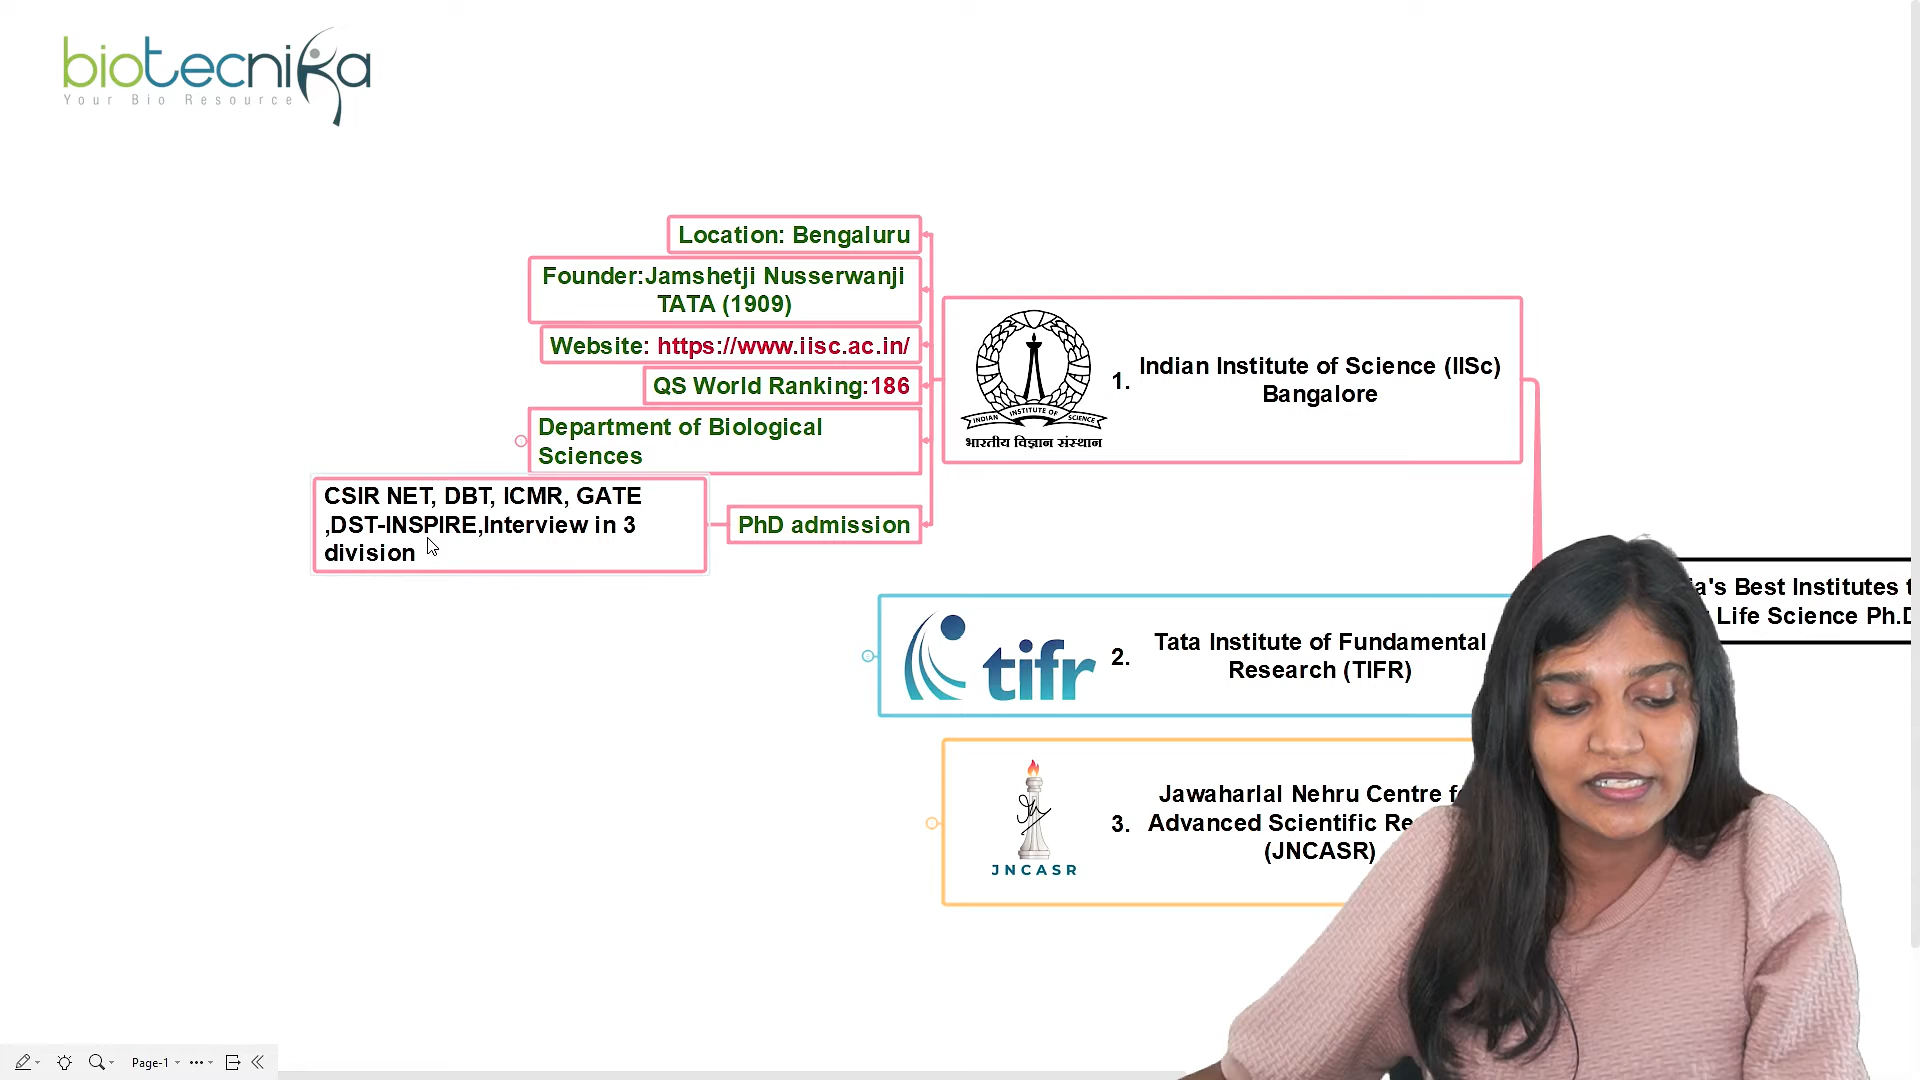 biotecnika
Your Bio Resource
Location: Bengaluru
Founder:Jamshetji Nusserwanji
TATA (1909)
Website: https://www.iisc.ac.in/
QS World Ranking:186
Department of Biological
Sciences
CSIR NET, DBT, ICMR, GATE
,DST-INSPIRE,Interview in 3
division
PhD admission
INDIAN INSTITUTE OF SCIENCE
भारतीय विज्ञान संस्थान
1. Indian Institute of Science (IISc)
Bangalore
's Best Institutes
Life Science Ph.D
tifr
2. Tata Institute of Fundamental
Research (TIFR)
JNCASR
3. Jawaharlal Nehru Centre
Advanced Scientific
(JNCASR)
Page-1